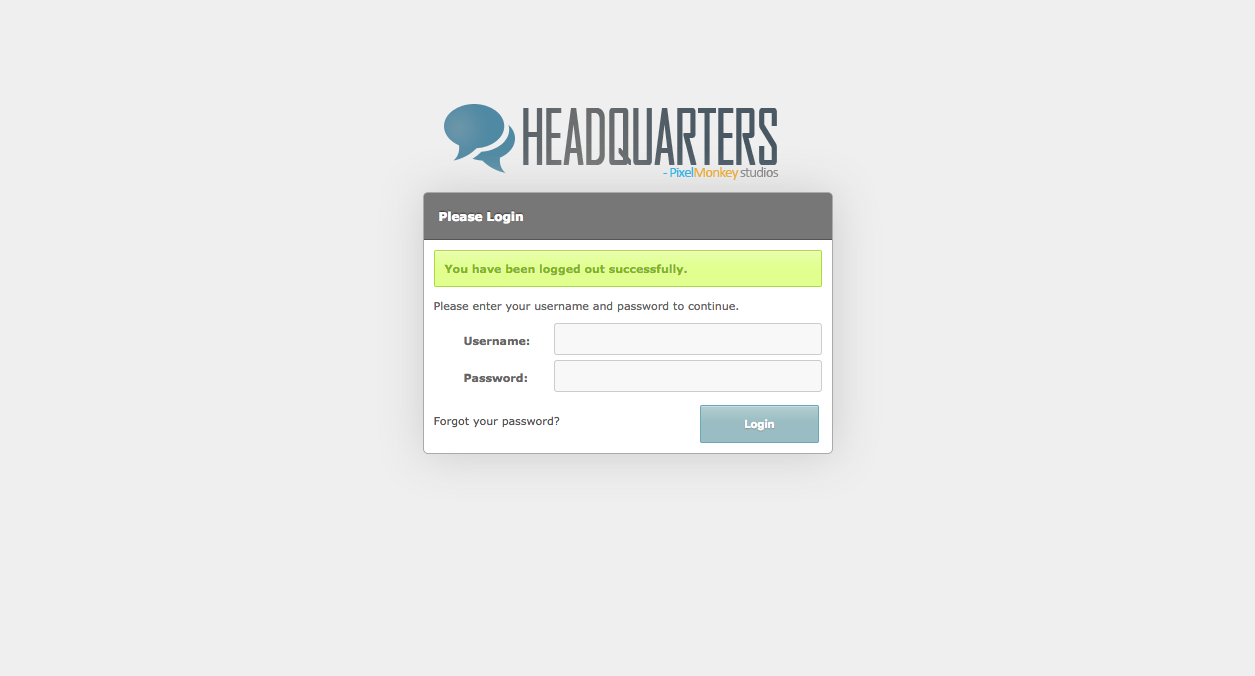 HEADQUARTERS
- PixelMonkey studios
Please Login
You have been logged out successfully.
Please enter your username and password to continue.
Username:
Password:
Forgot your password?
Login